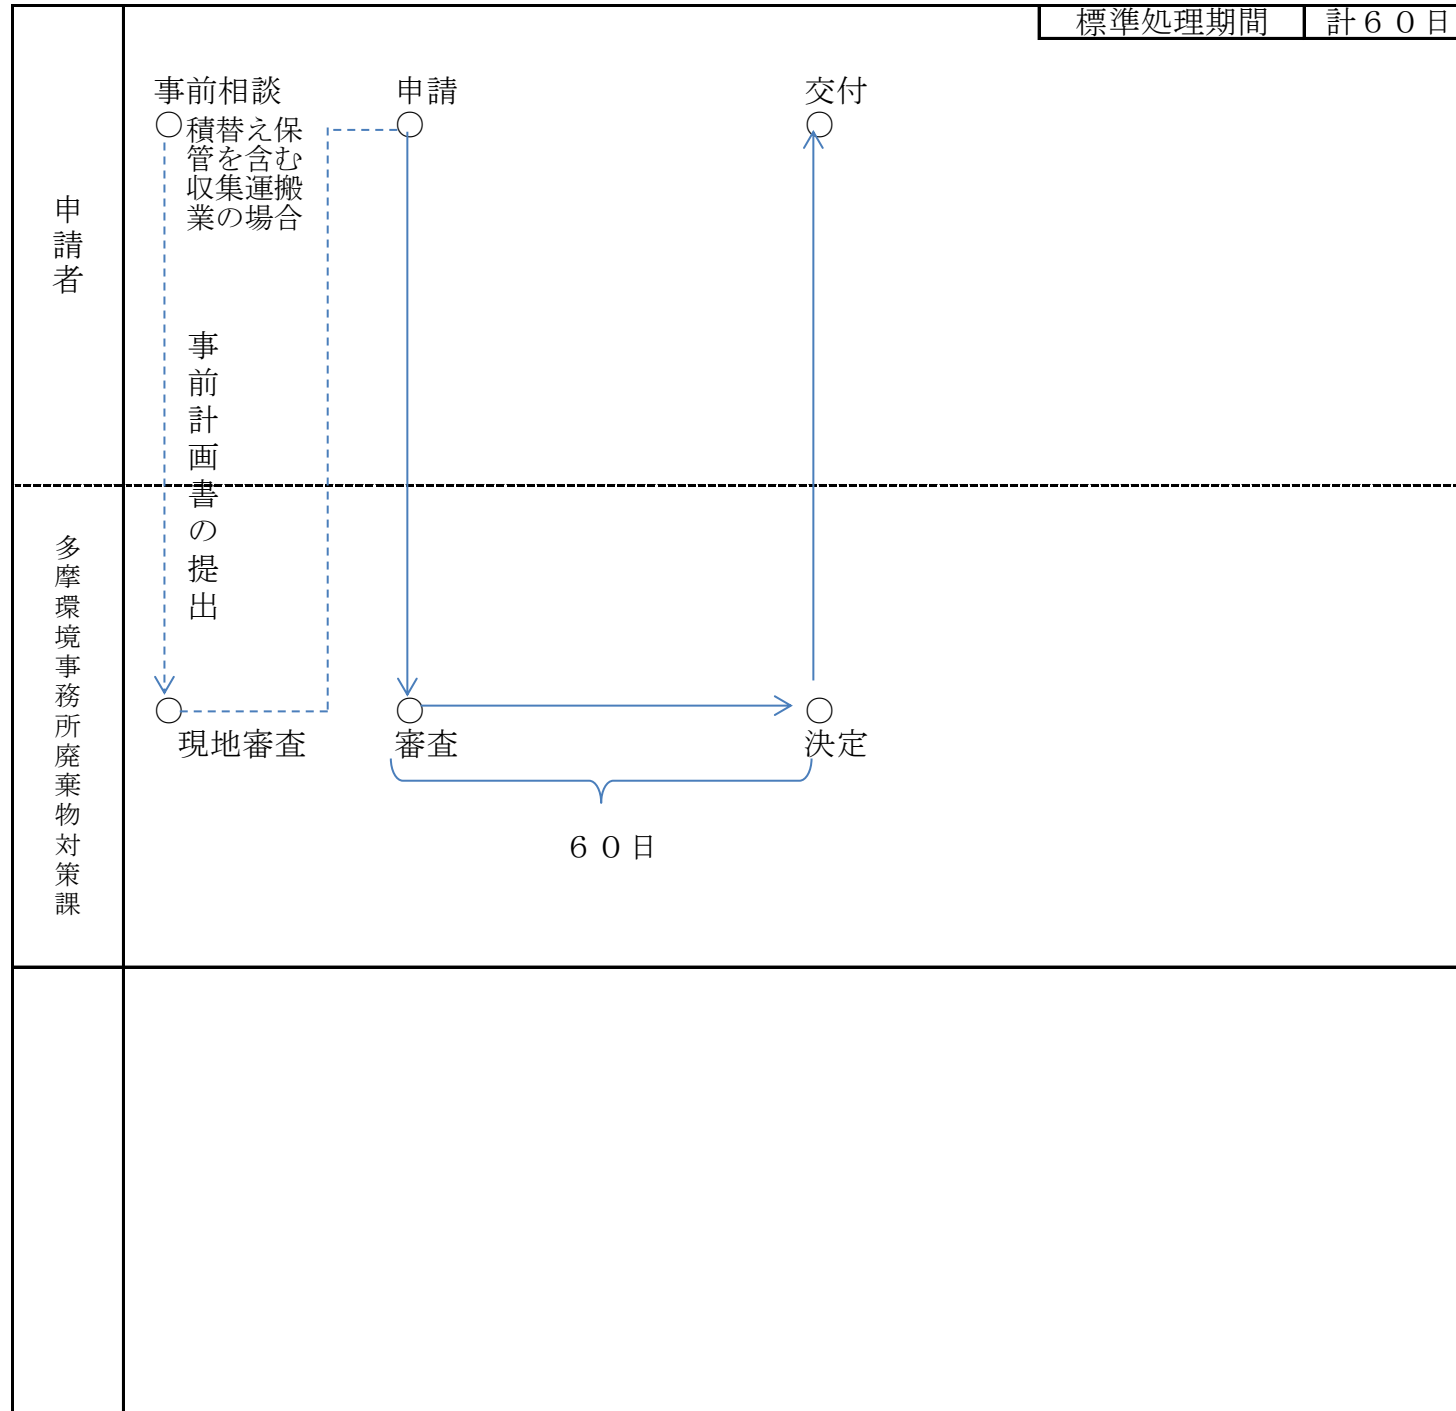 標準処理期間 計６０日
事前相談 申請 交付
積替え保
管を含む
収集運搬
業の場合
申請者
事前計画書の提出
多摩環境事務所廃棄物対策課
現地審査 審査 決定
６０日